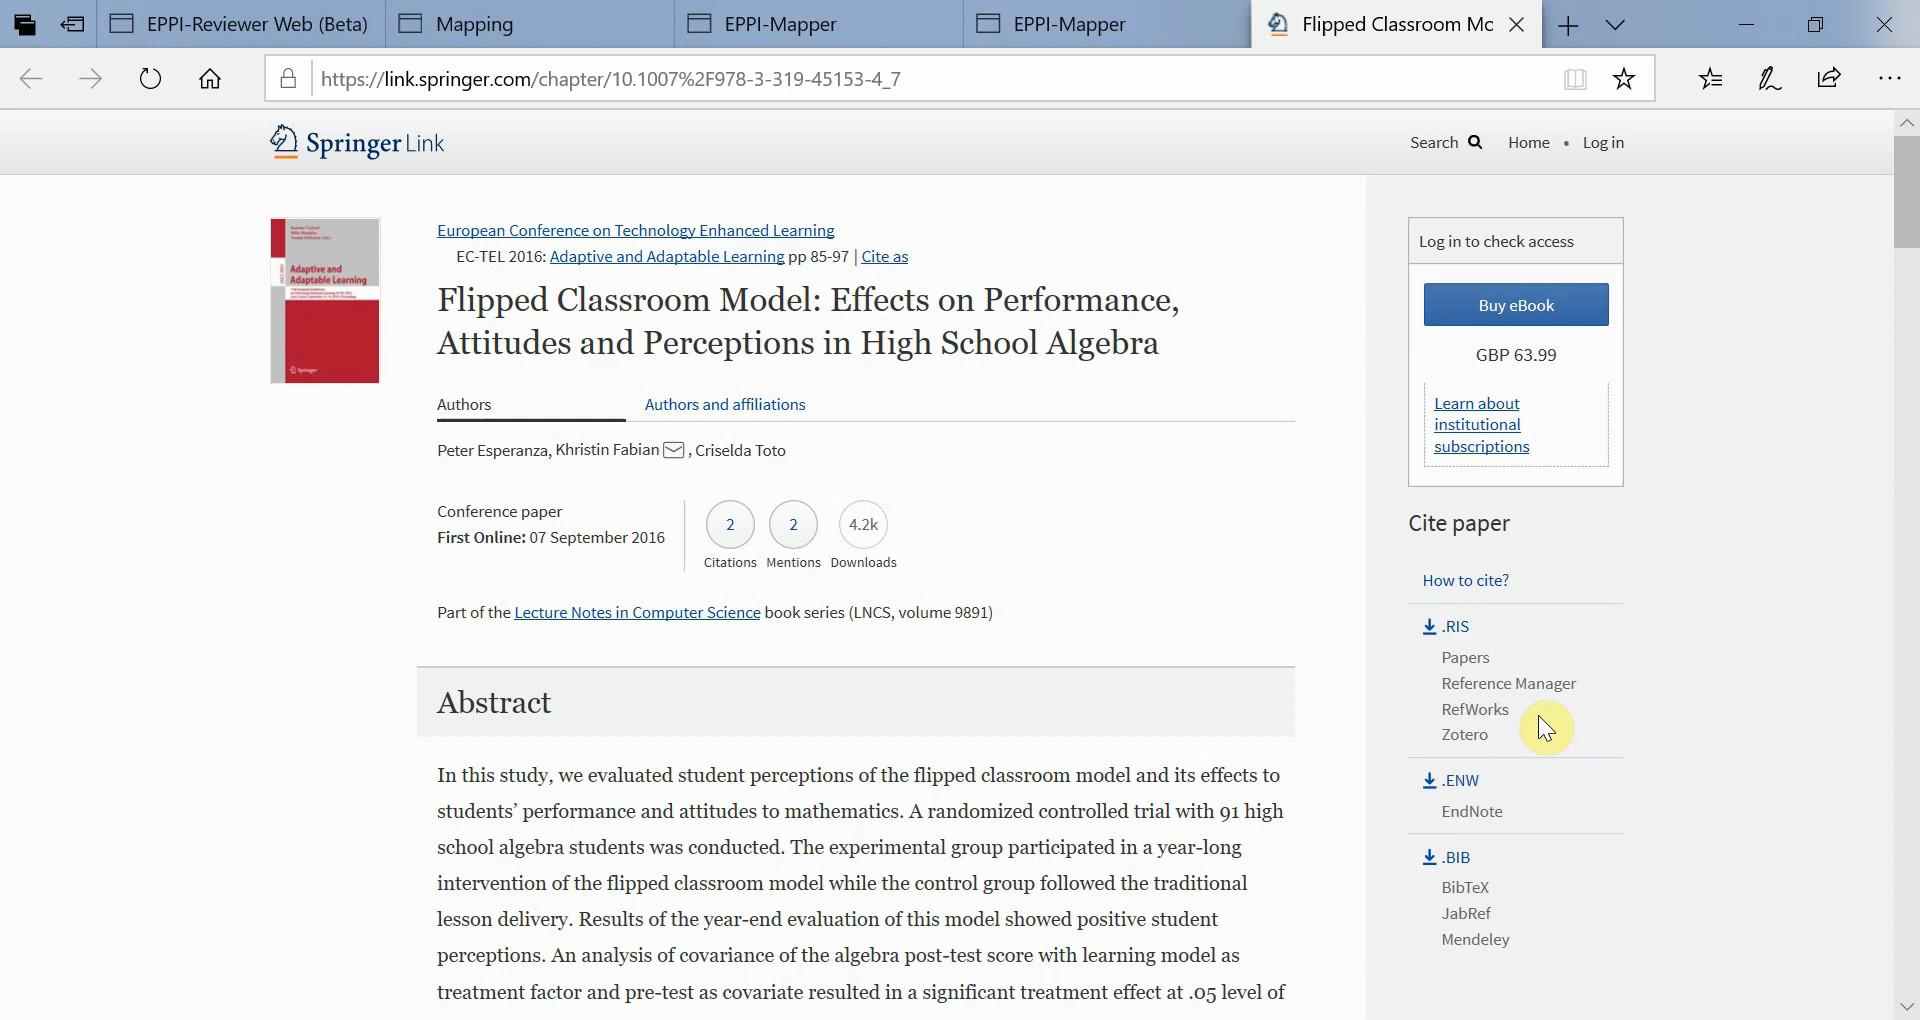 EPPI-Reviewer Web (Beta)
Mapping
EPPI-Mapper
EPPI-Mapper
Flipped Classroom Mc
https://link.springer.com/chapter/10.1007%2F978-3-319-45153-4_7
Springer Link
Search
Home • Log in
Adaptive and
Adaptable Learning
Springer
European Conference on Technology Enhanced Learning
EC-TEL 2016: Adaptive and Adaptable Learning pp 85-97 | Cite as
Flipped Classroom Model: Effects on Performance,
Attitudes and Perceptions in High School Algebra
Authors
Authors and affiliations
Peter Esperanza, Khristin Fabian , Criselda Toto
Conference paper
First Online: 07 September 2016
2
2
4.2k
Citations
Mentions
Downloads
Part of the Lecture Notes in Computer Science book series (LNCS, volume 9891)
Abstract
In this study, we evaluated student perceptions of the flipped classroom model and its effects to
students’ performance and attitudes to mathematics. A randomized controlled trial with 91 high
school algebra students was conducted. The experimental group participated in a year-long
intervention of the flipped classroom model while the control group followed the traditional
lesson delivery. Results of the year-end evaluation of this model showed positive student
perceptions. An analysis of covariance of the algebra post-test score with learning model as
treatment factor and pre-test as covariate resulted in a significant treatment effect at .05 level of
Log in to check access
Buy eBook
GBP 63.99
Learn about
institutional
subscriptions
Cite paper
How to cite?
.RIS
Papers
Reference Manager
RefWorks
Zotero
.ENW
EndNote
.BIB
BibTeX
JabRef
Mendeley